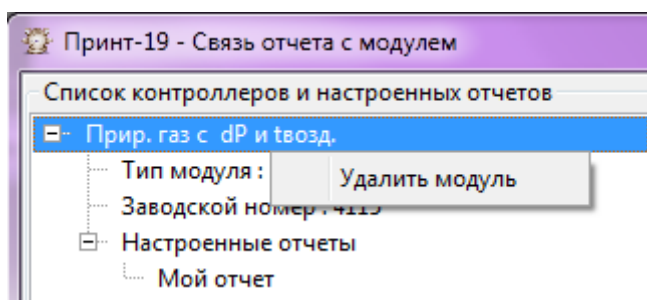 Принт-19 - Связь отчета с модулем
Список контроллеров и настроенных отчетов
Прир. газ с dP и tвозд.
Тип модуля :
Удалить модуль
Заводской номер : 4115
Настроенные отчеты
Мой отчет